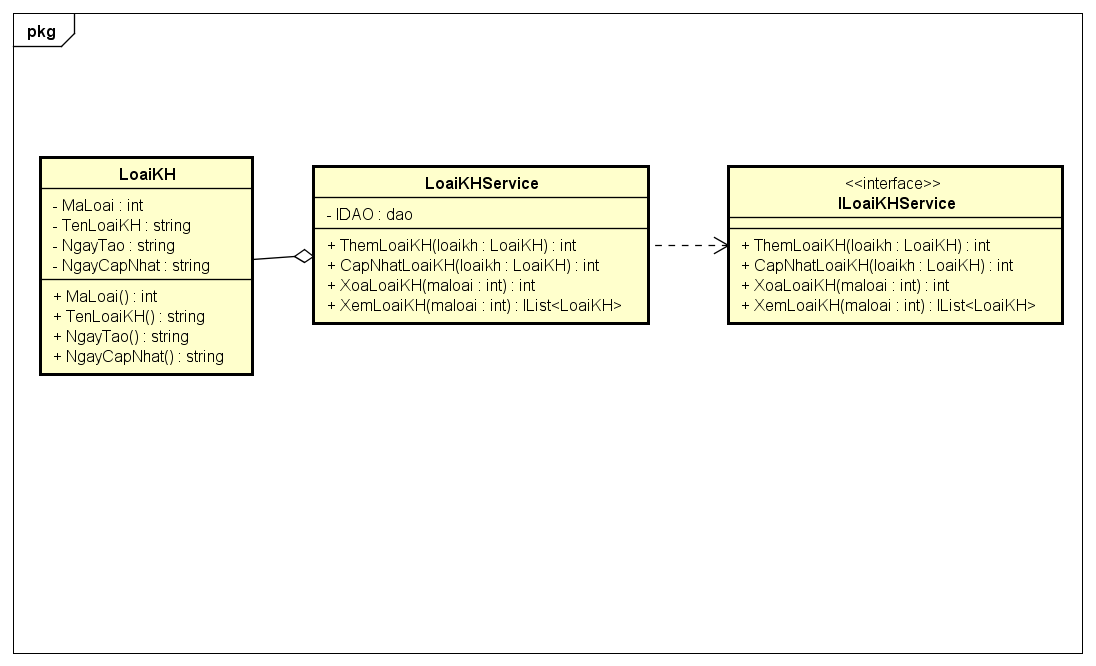 pkg
LoaiKH
- MaLoai : int
- TenLoaiKH : string
- NgayTao : string
- NgayCapNhat : string
+ MaLoai() : int
+ TenLoaiKH() : string
+ NgayTao() : string
+ NgayCapNhat() : string
LoaiKHService
- IDAO : dao
+ ThemLoaiKH(loaikh : LoaiKH) : int
+ CapNhatLoaiKH(loaikh : LoaiKH) : int
+ XoaLoaiKH(maloai : int) : int
+ XemLoaiKH(maloai : int) : IList<LoaiKH>
<<interface>>
ILoaiKHService
+ ThemLoaiKH(loaikh : LoaiKH) : int
+ CapNhatLoaiKH(loaikh : LoaiKH) : int
+ XoaLoaiKH(maloai : int) : int
+ XemLoaiKH(maloai : int) : IList<LoaiKH>